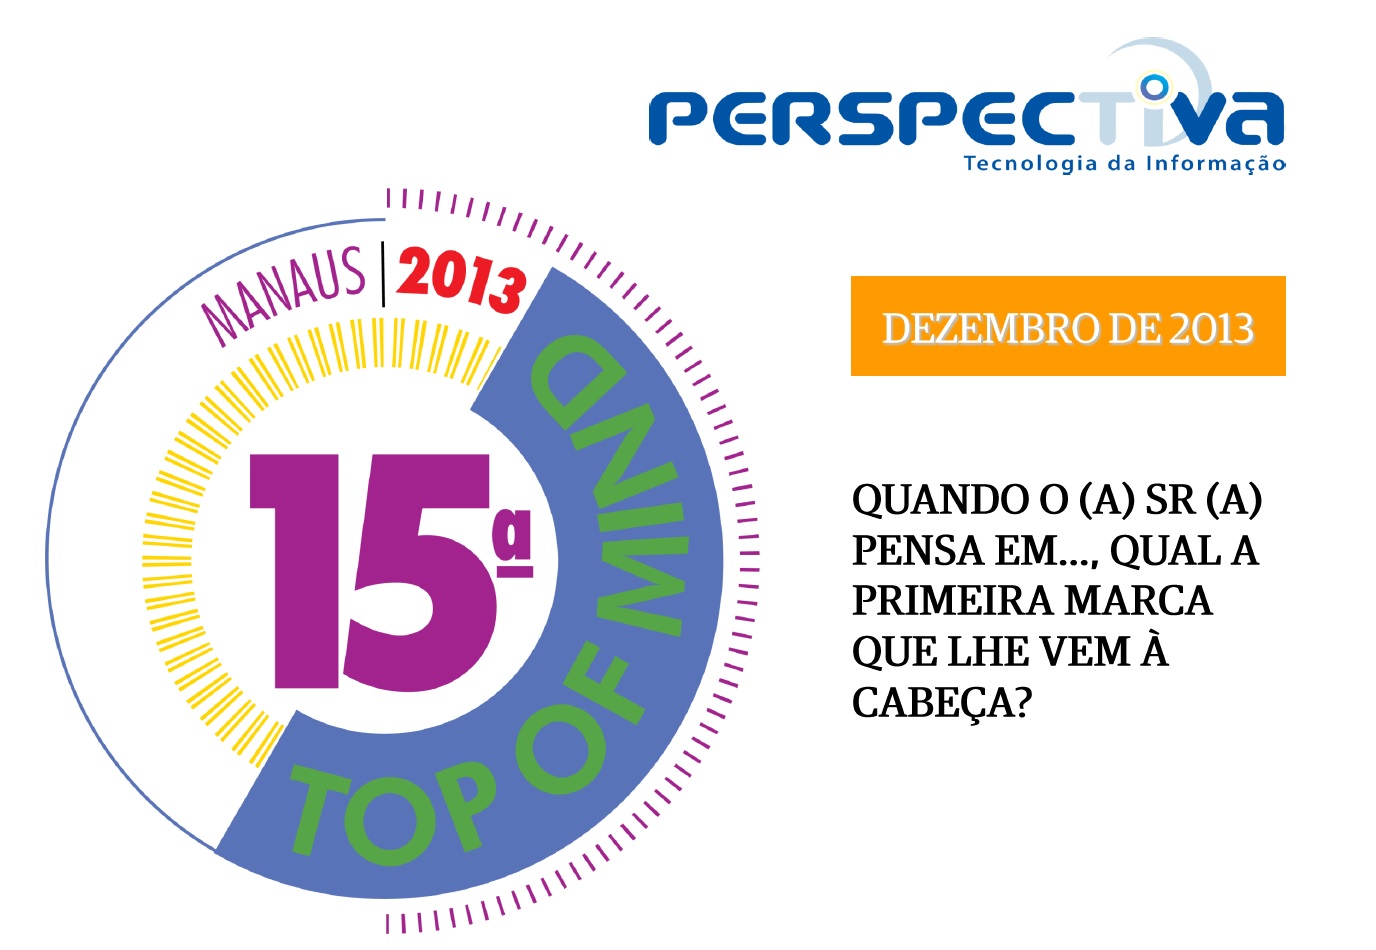 PERSPECTIVA
Tecnologia da Informação
MANAUS | 2013
15ª
TOP OF MIND
DEZEMBRO DE 2013
QUANDO O (A) SR (A)
PENSA EM..., QUAL A
PRIMEIRA MARCA
QUE LHE VEM À
CABEÇA?